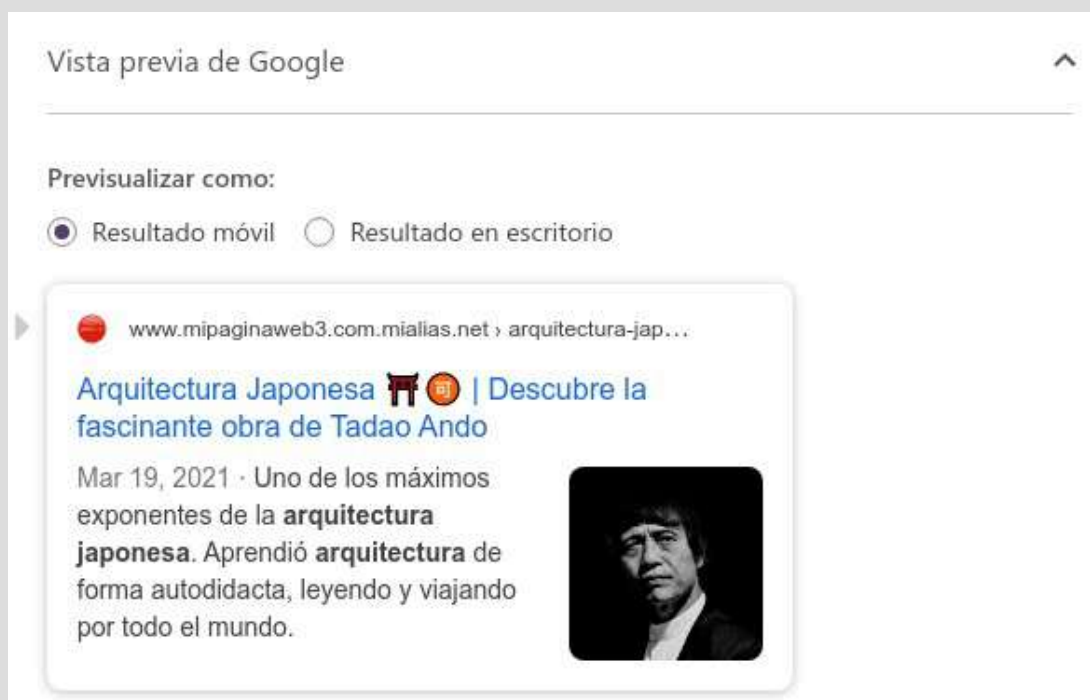 Vista previa de Google
Previsualizar como:
Resultado móvil Resultado en escritorio
www.mipaginaweb3.com.mialias.net › arquitectura-jap…
Arquitectura Japonesa ⛩️🉑 | Descubre la
fascinante obra de Tadao Ando
Mar 19, 2021 · Uno de los máximos
exponentes de la arquitectura
japonesa. Aprendió arquitectura de
forma autodidacta, leyendo y viajando
por todo el mundo.